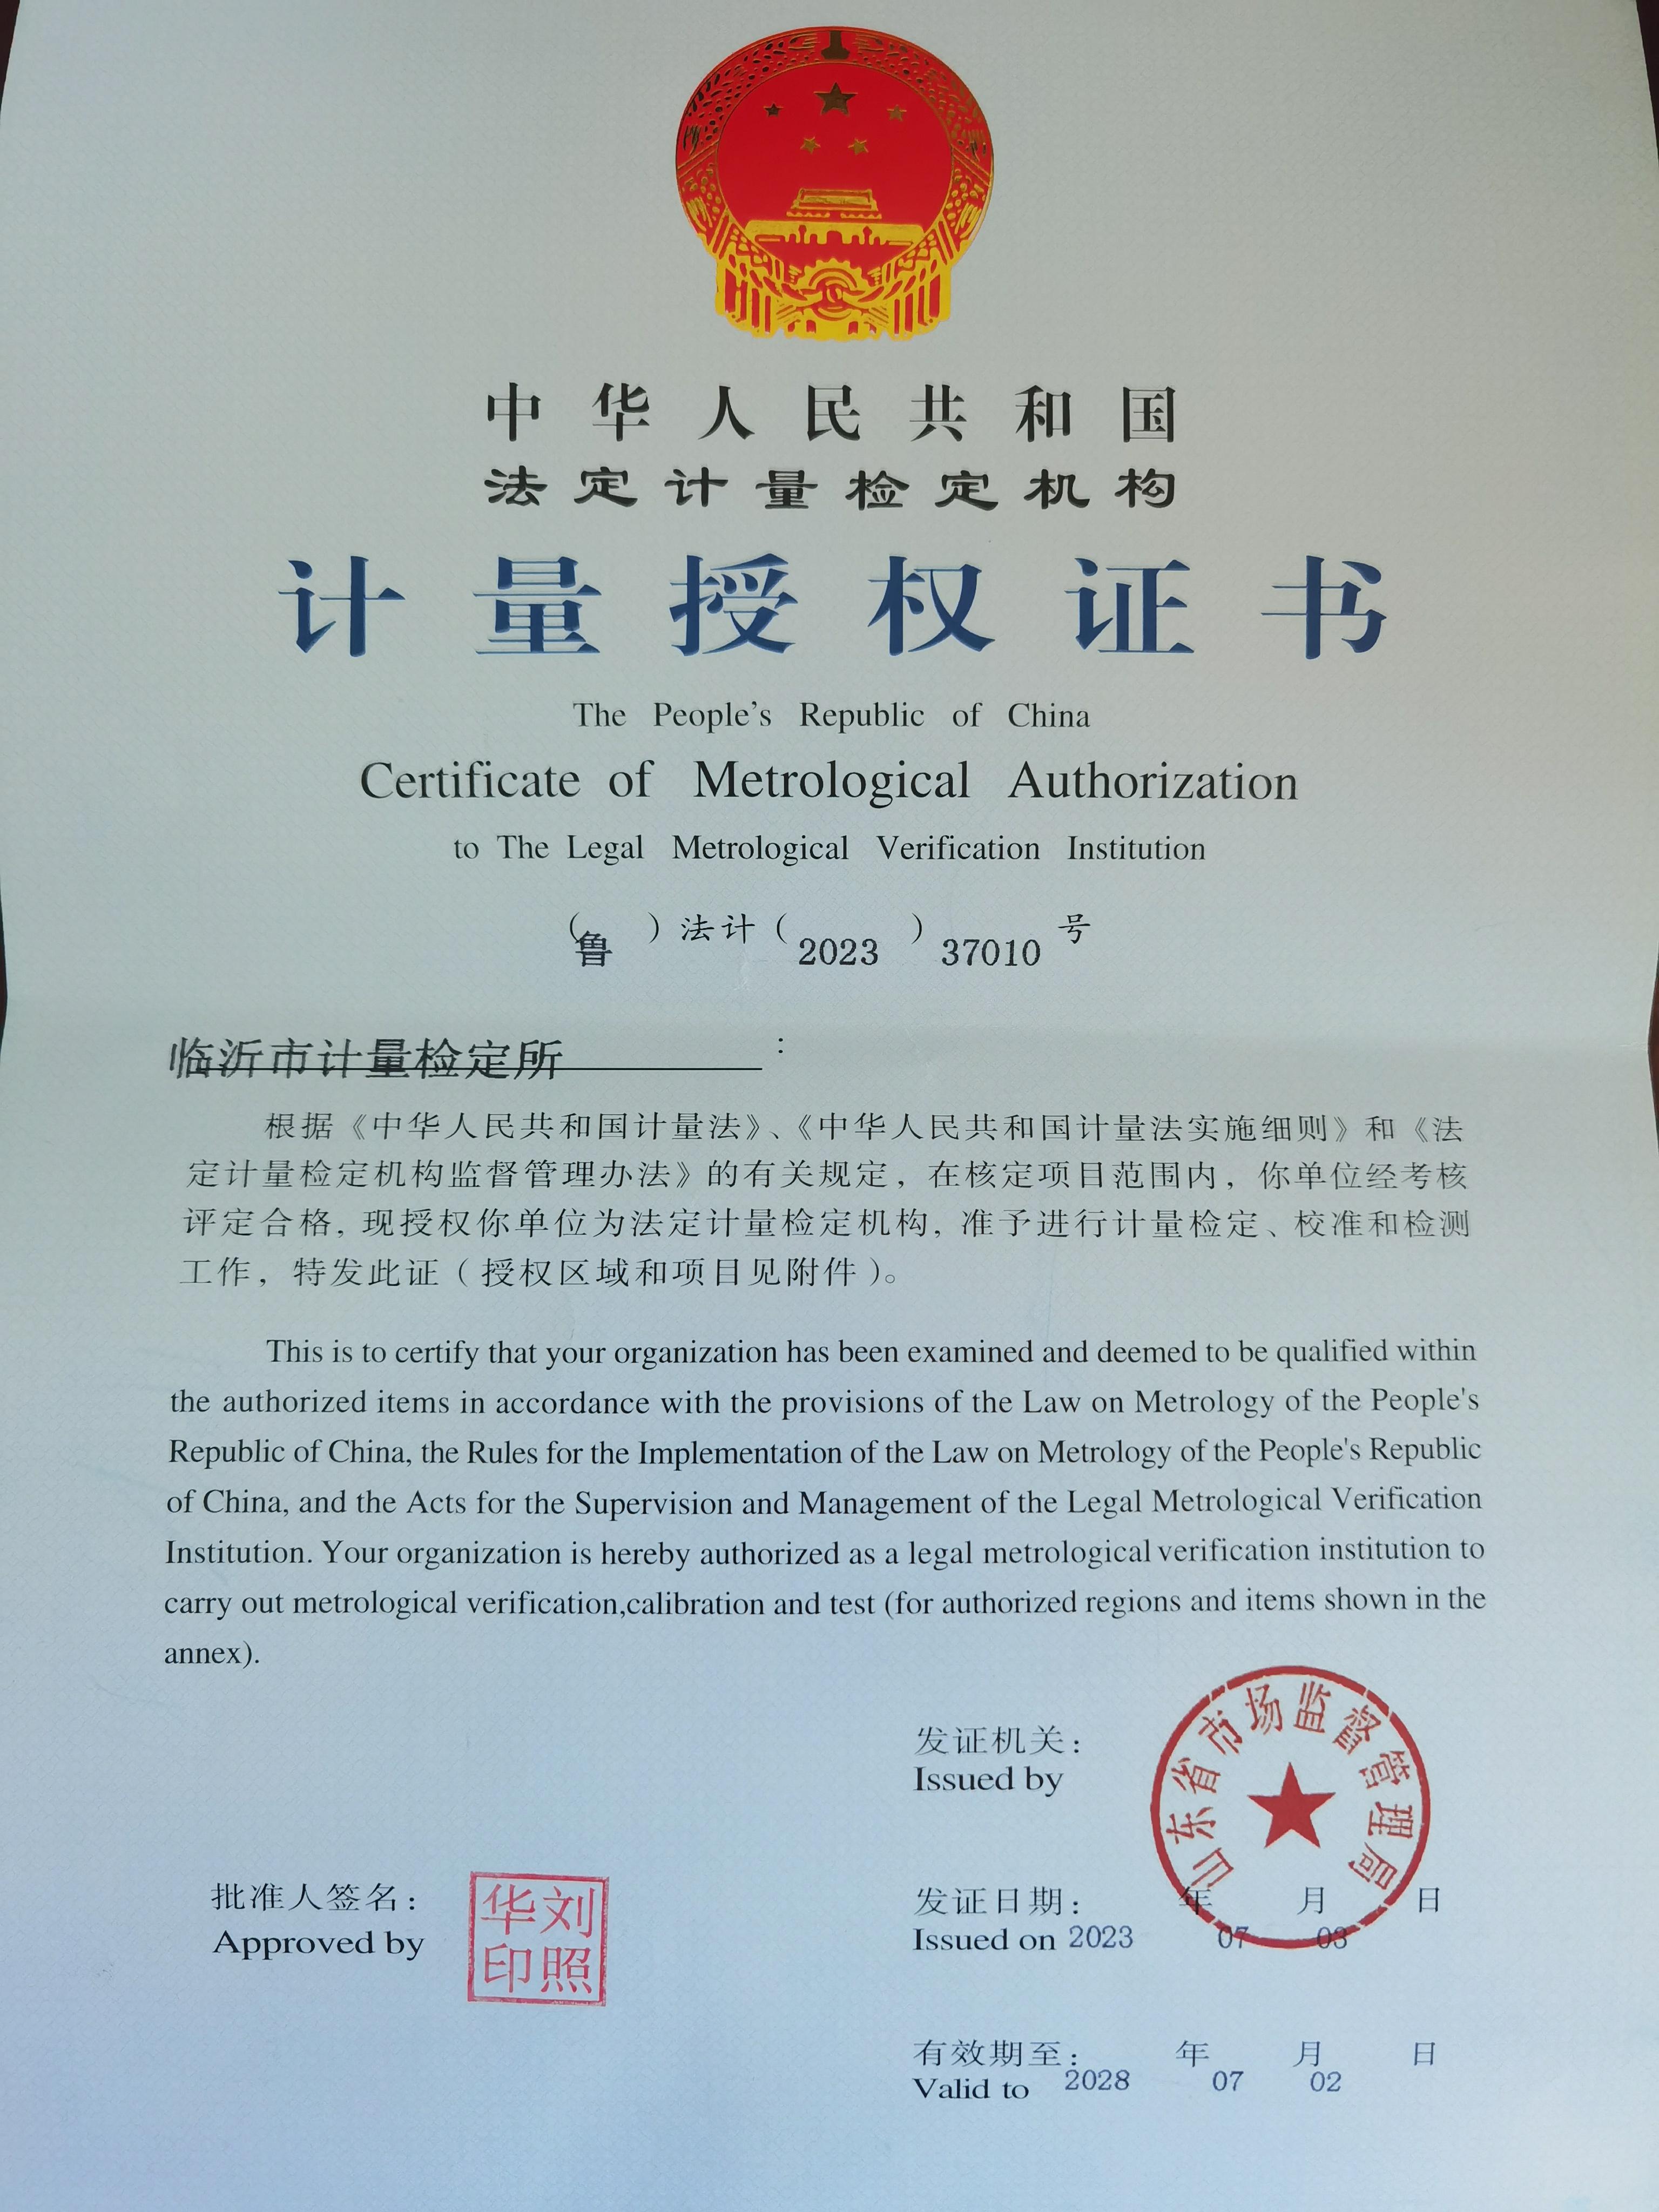 中华人民共和国
法定计量检定机构
计量授权证书
The People's Republic of China
Certificate of Metrological Authorization
to The Legal Metrological Verification Institution
（鲁）法计（2023）37010号
临沂市计量检定所：
根据《中华人民共和国计量法》、《中华人民共和国计量法实施细则》和《法
定计量检定机构监督管理办法》的有关规定，在核定项目范围内，你单位经考核
评定合格，现授权你单位为法定计量检定机构，准予进行计量检定、校准和检测
工作，特发此证（授权区域和项目见附件）。
This is to certify that your organization has been examined and deemed to be qualified within
the authorized items in accordance with the provisions of the Law on Metrology of the People's
Republic of China, the Rules for the Implementation of the Law on Metrology of the People's Republic
of China, and the Acts for the Supervision and Management of the Legal Metrological Verification
Institution. Your organization is hereby authorized as a legal metrological verification institution to
carry out metrological verification,calibration and test (for authorized regions and items shown in the
annex).
发证机关：
Issued by
山东省市场监督管理局
批准人签名：
Approved by
刘照华印
发证日期： 年 月 日
Issued on 2023 07 03
有效期至： 年 月 日
Valid to 2028 07 02